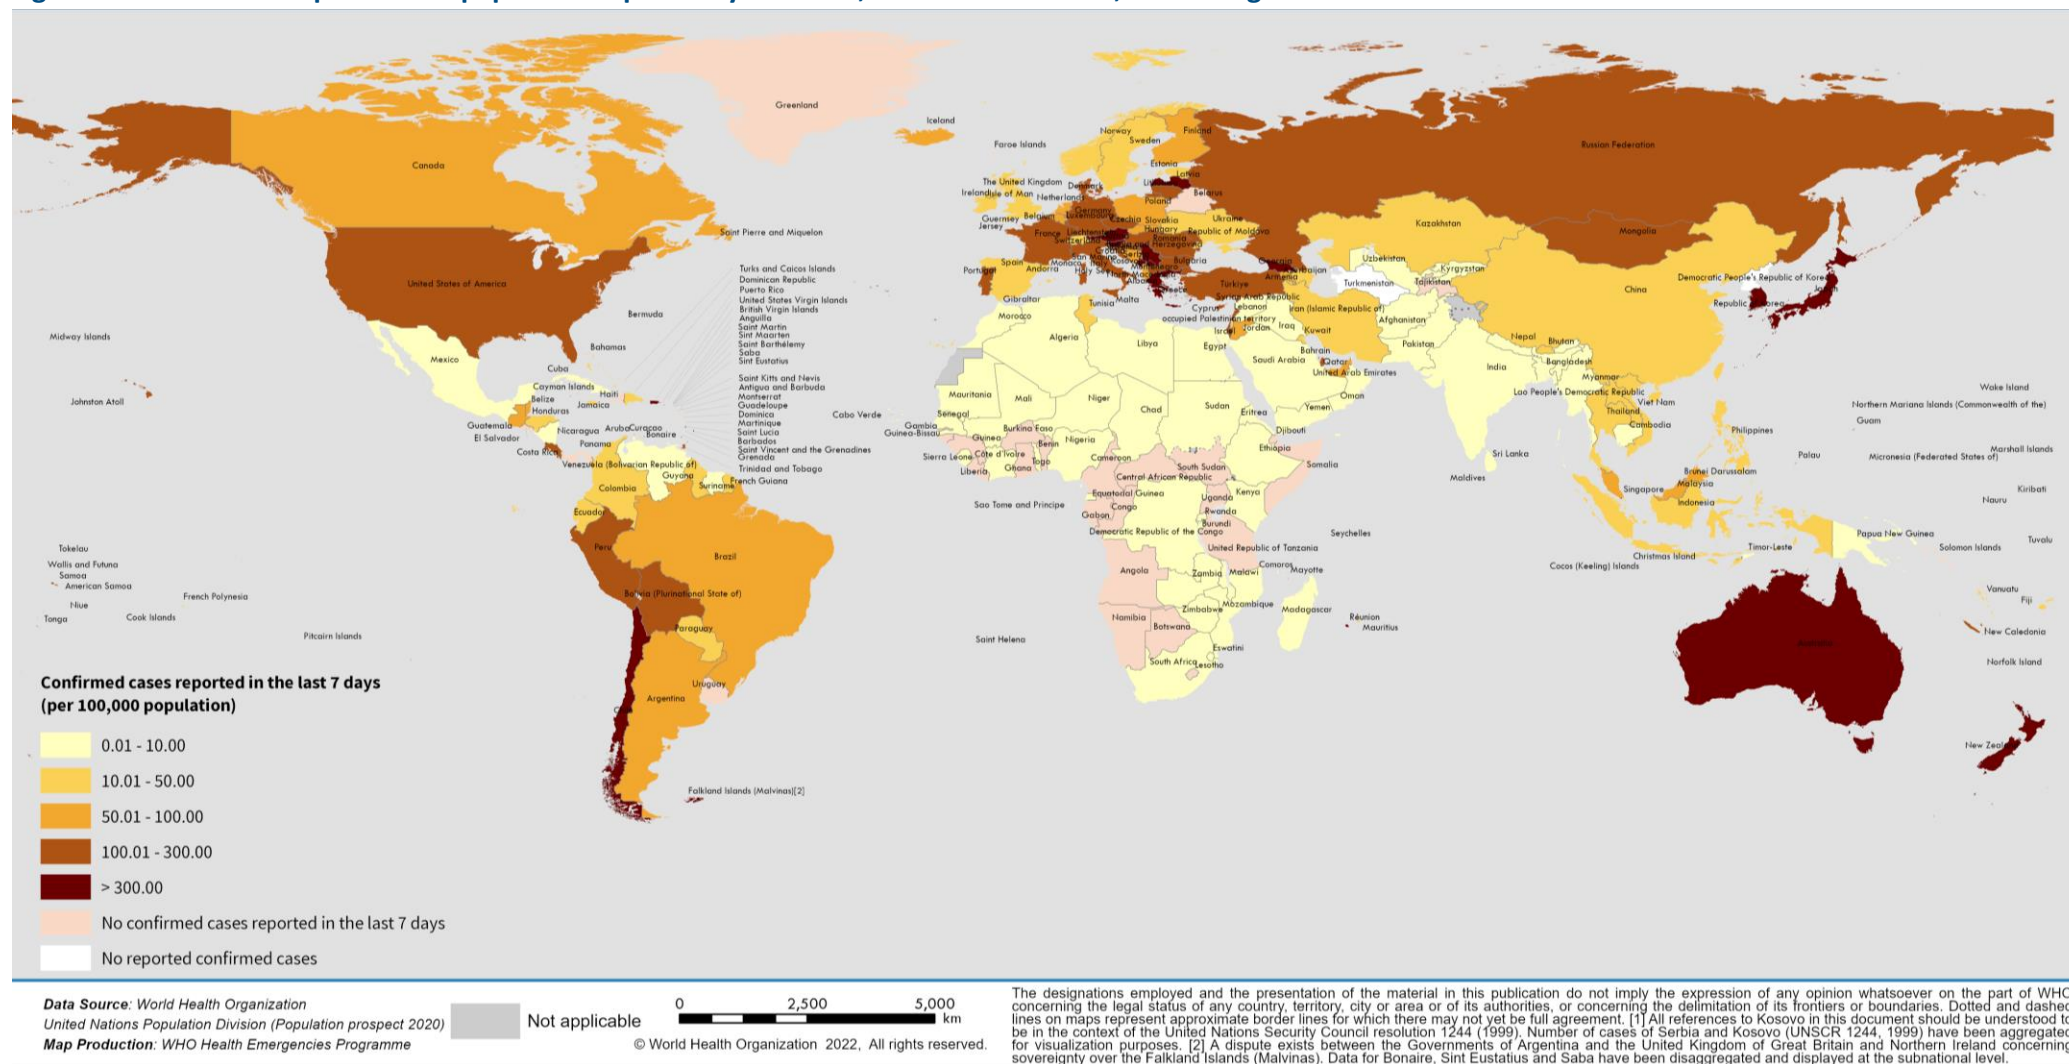 Greenland
Iceland
Faroe Islands
Norway
Sweden
Finland
Russian Federation
Canada
Estonia
Latvia
The United Kingdom
Denmark
Isle of Man
Netherlands
Belarus
Poland
Germany
Guernsey
Jersey
Belgium
Luxembourg
Czechia
Slovakia
Ukraine
Kazakhstan
Mongolia
France
Liechtenstein
Hungary
Republic of Moldova
Switzerland
Romania
Saint Pierre and Miquelon
San Marino
Bulgaria
Georgia
Uzbekistan
Kyrgyzstan
Portugal
Spain
Andorra
Monaco
Holy See
Armenia
Türkiye
Turkmenistan
Tajikistan
Democratic People's Republic of Korea
China
Republic of Korea
United States of America
Turks and Caicos Islands
Dominican Republic
Puerto Rico
United States Virgin Islands
British Virgin Islands
Anguilla
Saint Martin
Sint Maarten
Saint Barthélemy
Saba
Sint Eustatius
Saint Kitts and Nevis
Antigua and Barbuda
Montserrat
Guadeloupe
Dominica
Martinique
Saint Lucia
Barbados
Saint Vincent and the Grenadines
Grenada
Trinidad and Tobago
Gibraltar
Tunisia
Malta
Cyprus
Syrian Arab Republic
Lebanon
occupied Palestinian territory
Israel
Jordan
Iraq
Iran (Islamic Republic of)
Kuwait
Afghanistan
Morocco
Algeria
Libya
Egypt
Saudi Arabia
Bahrain
Qatar
United Arab Emirates
Oman
Yemen
Pakistan
Nepal
Bhutan
India
Bangladesh
Myanmar
Lao People's Democratic Republic
Viet Nam
Thailand
Cambodia
Philippines
Bermuda
Bahamas
Midway Islands
Johnston Atoll
Mexico
Cuba
Cayman Islands
Belize
Haiti
Jamaica
Honduras
Guatemala
El Salvador
Nicaragua
Aruba
Curacao
Bonaire
Panama
Costa Rica
Venezuela (Bolivarian Republic of)
Guyana
Suriname
French Guiana
Colombia
Ecuador
Peru
Brazil
Bolivia (Plurinational State of)
Paraguay
Uruguay
Argentina
Falkland Islands (Malvinas)[2]
Cabo Verde
Mauritania
Mali
Niger
Chad
Sudan
Eritrea
Senegal
Gambia
Guinea-Bissau
Guinea
Burkina Faso
Benin
Nigeria
Djibouti
Sierra Leone
Liberia
Côte d'Ivoire
Ghana
Togo
Cameroon
Central African Republic
South Sudan
Ethiopia
Somalia
Sao Tome and Principe
Equatorial Guinea
Gabon
Congo
Uganda
Kenya
Rwanda
Burundi
Democratic Republic of the Congo
United Republic of Tanzania
Seychelles
Angola
Zambia
Malawi
Comoros
Mayotte
Namibia
Botswana
Zimbabwe
Mozambique
Madagascar
Réunion
Mauritius
Saint Helena
South Africa
Eswatini
Lesotho
Sri Lanka
Maldives
Brunei Darussalam
Malaysia
Singapore
Indonesia
Christmas Island
Cocos (Keeling) Islands
Timor-Leste
Papua New Guinea
Solomon Islands
Wake Island
Northern Mariana Islands (Commonwealth of the)
Guam
Palau
Micronesia (Federated States of)
Marshall Islands
Kiribati
Nauru
Tuvalu
Vanuatu
Fiji
New Caledonia
Norfolk Island
Australia
Tokelau
Wallis and Futuna
Samoa
American Samoa
Niue
Tonga
Cook Islands
French Polynesia
Pitcairn Islands
Confirmed cases reported in the last 7 days
(per 100,000 population)
0.01 - 10.00
10.01 - 50.00
50.01 - 100.00
100.01 - 300.00
> 300.00
No confirmed cases reported in the last 7 days
No reported confirmed cases
Data Source: World Health Organization
United Nations Population Division (Population prospect 2020)
Map Production: WHO Health Emergencies Programme
Not applicable
0 2,500 5,000
km
© World Health Organization 2022, All rights reserved.
The designations employed and the presentation of the material in this publication do not imply the expression of any opinion whatsoever on the part of WHO
concerning the legal status of any country, territory, city or area or of its authorities, or concerning the delimitation of its frontiers or boundaries. Dotted and dashed
lines on maps represent approximate border lines for which there may not yet be full agreement. [1] All references to Kosovo in this document should be understood to
be in the context of the United Nations Security Council resolution 1244 (1999). Number of cases of Serbia and Kosovo (UNSCR 1244, 1999) have been aggregated
for visualization purposes. [2] A dispute exists between the Governments of Argentina and the United Kingdom of Great Britain and Northern Ireland concerning
sovereignty over the Falkland Islands (Malvinas). Data for Bonaire, Sint Eustatius and Saba have been disaggregated and displayed at the subnational level.